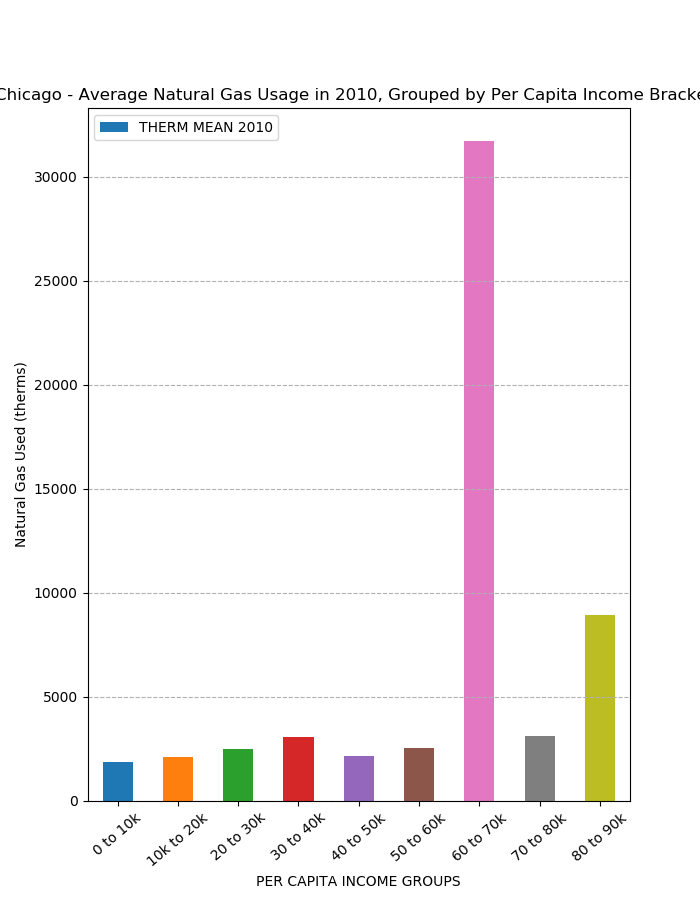 Chicago - Average Natural Gas Usage in 2010, Grouped by Per Capita Income Bracke
THERM MEAN 2010
30000
25000
20000
15000
10000
5000
0
Natural Gas Used (therms)
0 to 10k
10k to 20k
20 to 30k
30 to 40k
40 to 50k
50 to 60k
60 to 70k
70 to 80k
80 to 90k
PER CAPITA INCOME GROUPS